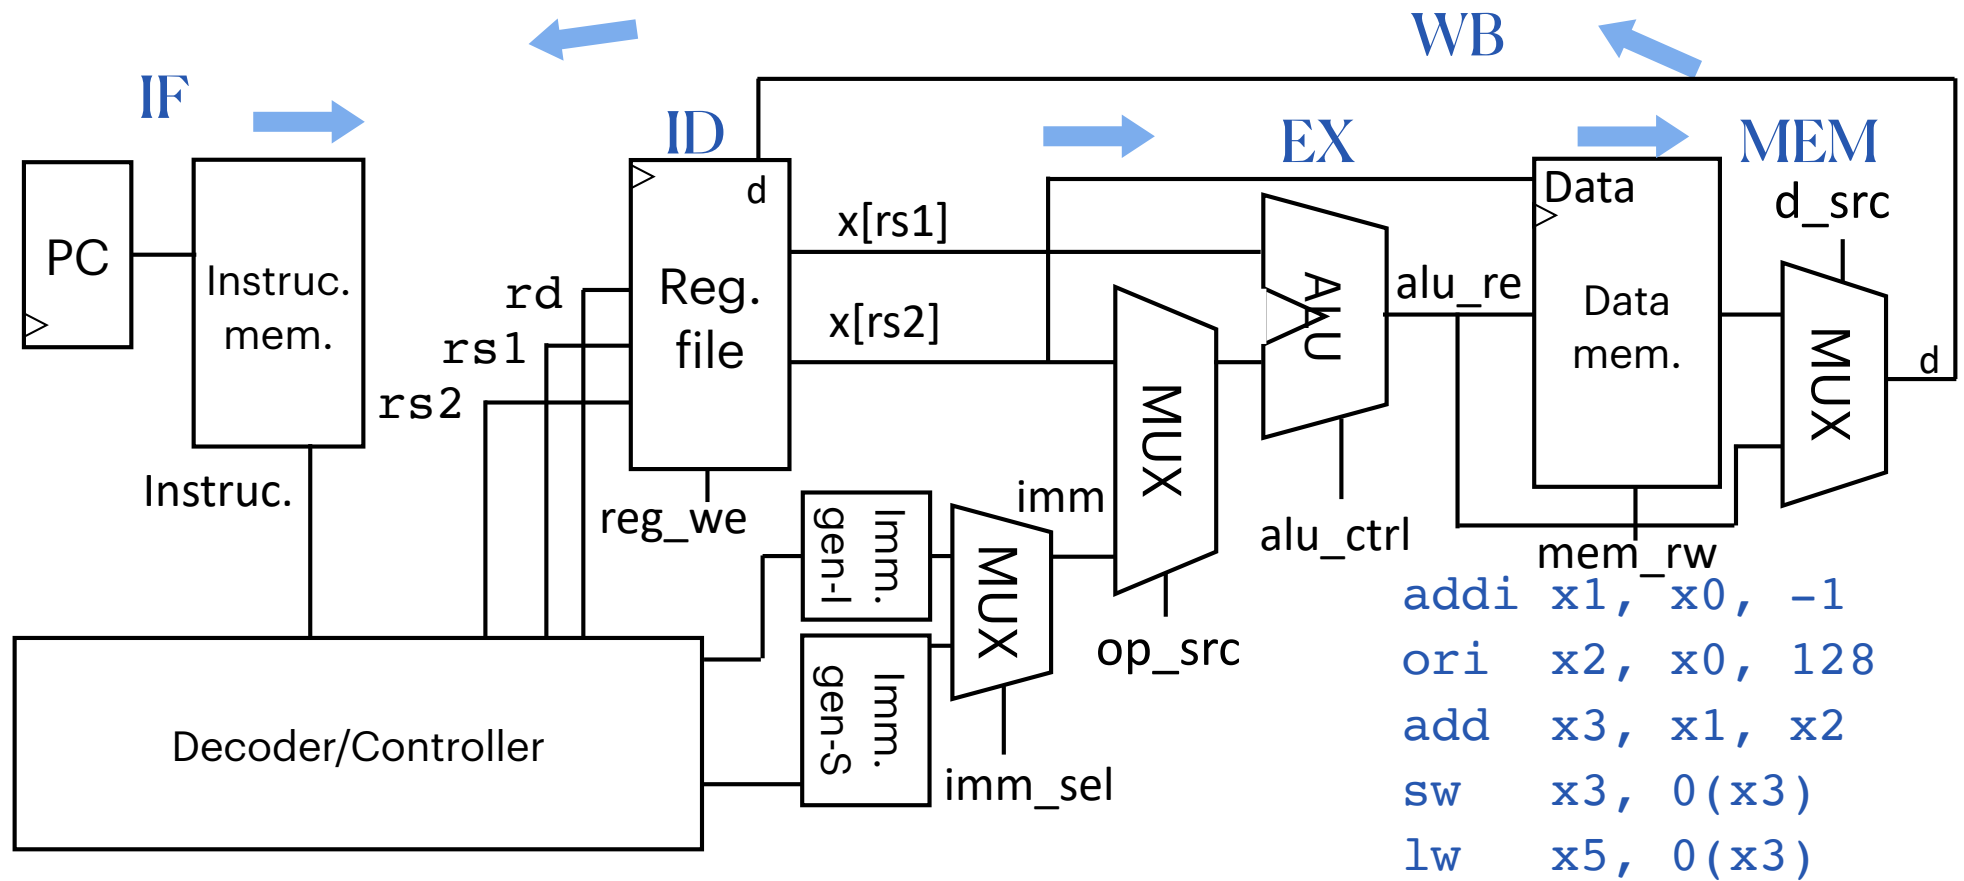 WB
IF
ID
EX
MEM
PC
Instruc.
mem.
rd
rs1
rs2
Instruc.
d
Reg.
file
reg_we
x[rs1]
x[rs2]
MUX
op_src
imm
Imm.
gen-I
Imm.
gen-S
MUX
imm_sel
ALU
alu_re
alu_ctrl
Data
Data
mem.
mem_rw
d_src
MUX
d
Decoder/Controller
addi x1, x0, -1
ori x2, x0, 128
add x3, x1, x2
sw x3, 0(x3)
lw x5, 0(x3)